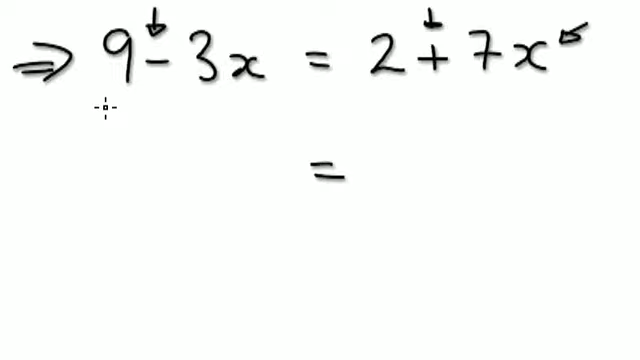 ⇒ 9 - 3x = 2 + 7x
=